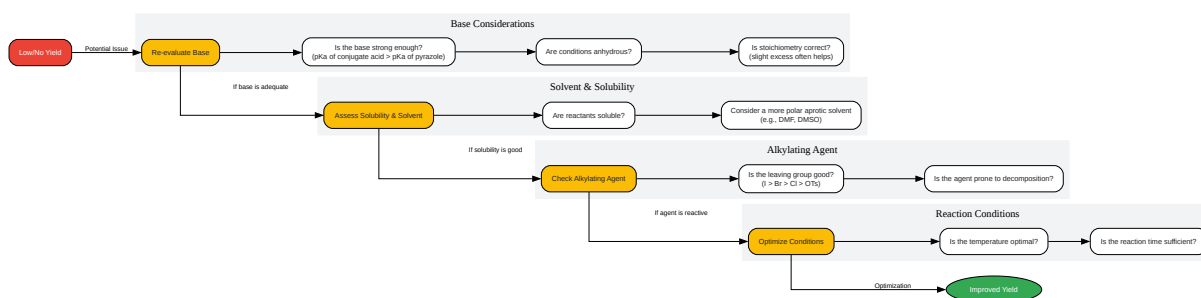 Base Considerations
Low/No Yield
Potential Issue
Re-evaluate Base
Is the base strong enough?
(pKa of conjugate acid > pKa of pyrazole)
Are conditions anhydrous?
Is stoichiometry correct?
(slight excess often helps)
If base is adequate
Solvent & Solubility
Assess Solubility & Solvent
Are reactants soluble?
Consider a more polar aprotic solvent
(e.g., DMF, DMSO)
If solubility is good
Alkylating Agent
Check Alkylating Agent
Is the leaving group good?
(I > Br > Cl > OTs)
Is the agent prone to decomposition?
If agent is reactive
Reaction Conditions
Optimize Conditions
Is the temperature optimal?
Is the reaction time sufficient?
Optimization
Improved Yield